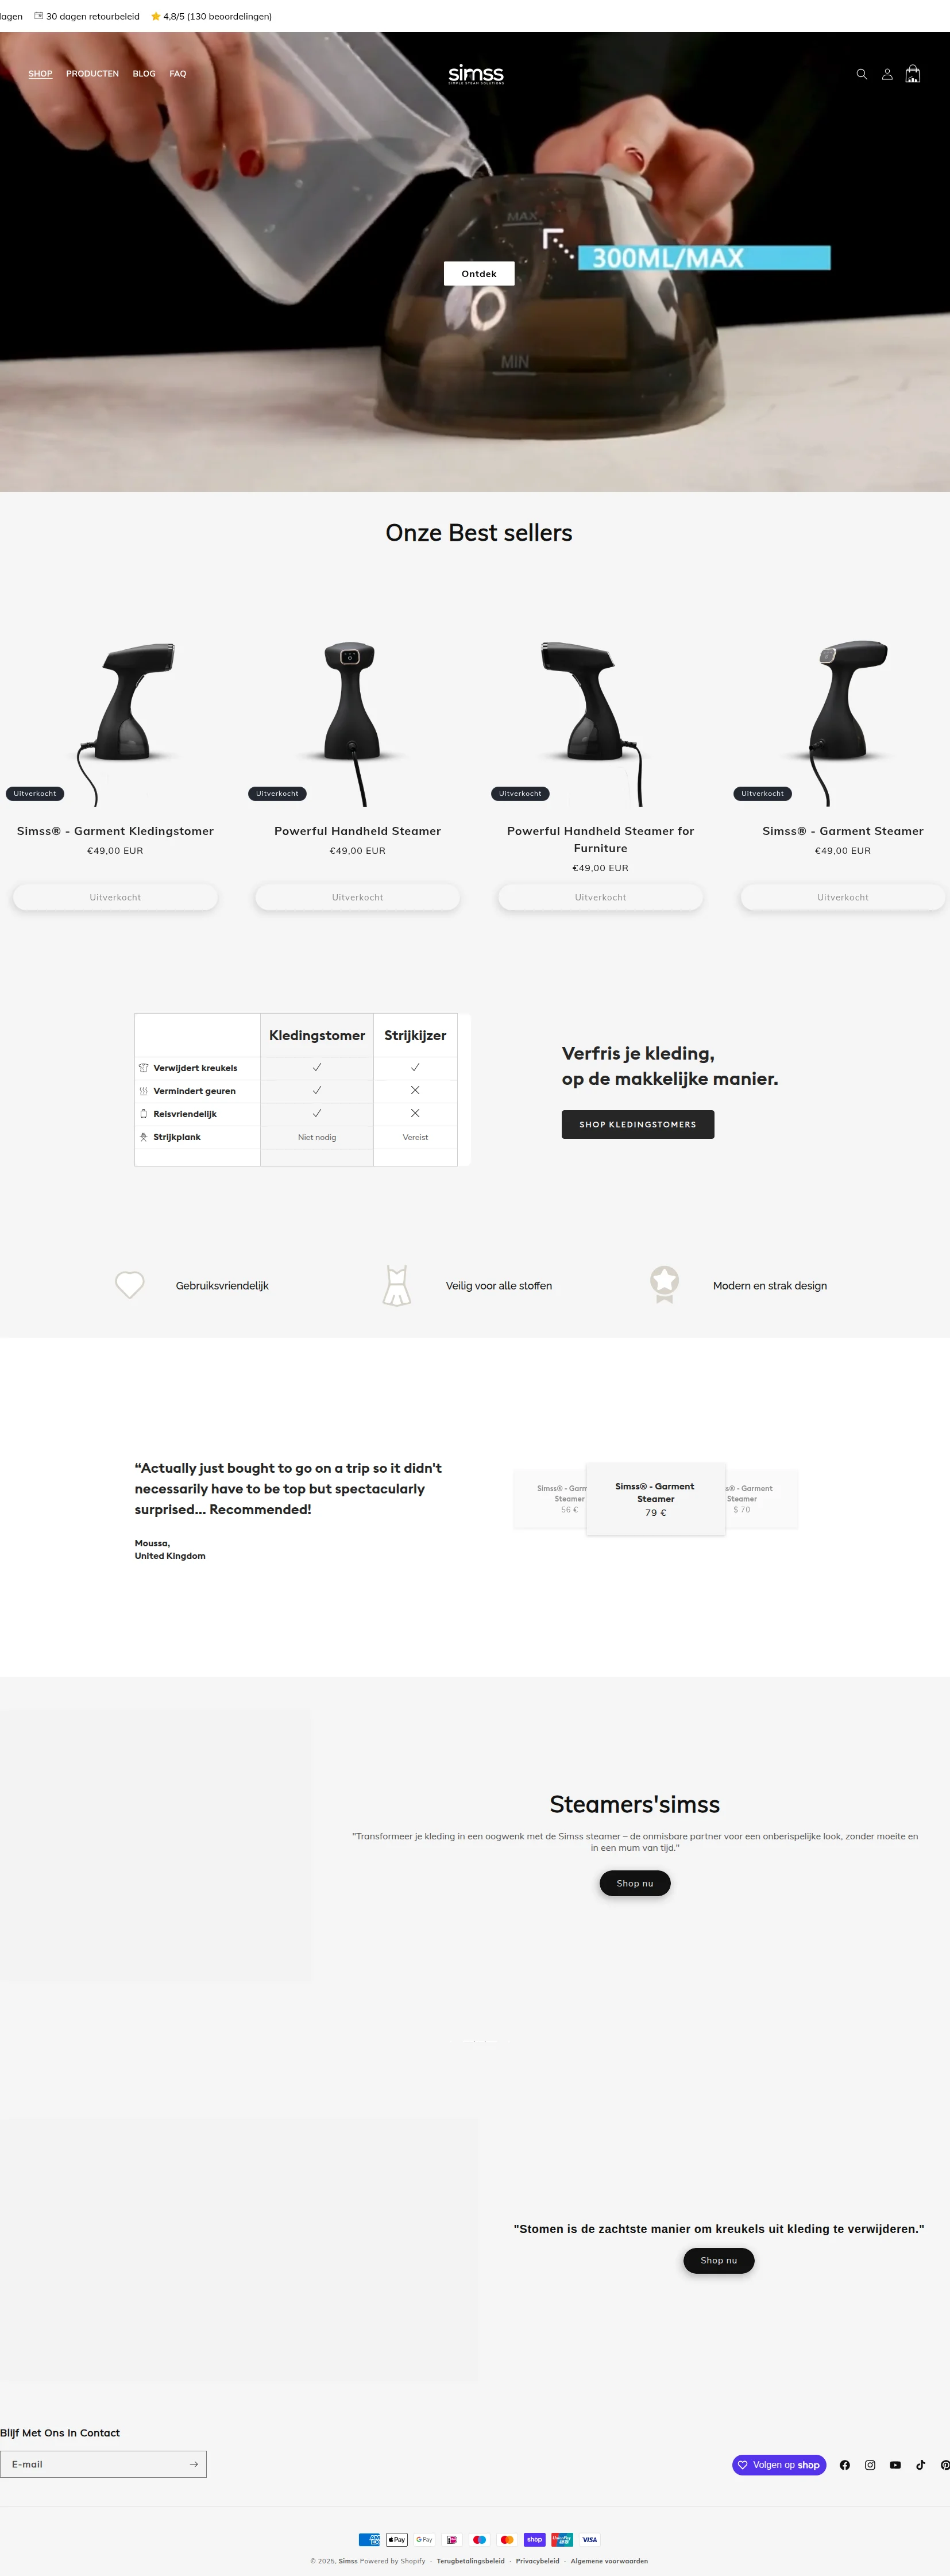 30 dagen retourbeleid ⭐ 4,8/5 (130 beoordelingen)
SHOP PRODUCTEN BLOG FAQ
simss
SIMPLE STEAM SOLUTIONS
MAX
300ML/MAX
Ontdek
MIN
Onze Best sellers
Uitverkocht Uitverkocht Uitverkocht Uitverkocht
Simss® - Garment Kledingstomer
€49,00 EUR
Uitverkocht
Powerful Handheld Steamer
€49,00 EUR
Uitverkocht
Powerful Handheld Steamer for
Furniture
€49,00 EUR
Uitverkocht
Simss® - Garment Steamer
€49,00 EUR
Uitverkocht
Kledingstomer Strijkijzer
Verwijdert kreukels
Vermindert geuren
Reisvriendelijk
Strijkplank Niet nodig Vereist
Verfris je kleding,
op de makkelijke manier.
SHOP KLEDINGSTOMERS
Gebruiksvriendelijk Veilig voor alle stoffen Modern en strak design
“Actually just bought to go on a trip so it didn't
necessarily have to be top but spectacularly
surprised... Recommended!
Moussa,
United Kingdom
Simss® - Garm
Steamer
56 €
Simss® - Garment
Steamer
79 €
s® - Garment
Steamer
$ 70
Steamers'simss
"Transformeer je kleding in een oogwenk met de Simss steamer – de onmisbare partner voor een onberispelijke look, zonder moeite en
in een mum van tijd."
Shop nu
"Stomen is de zachtste manier om kreukels uit kleding te verwijderen."
Shop nu
Blijf Met Ons In Contact
E-mail
Volgen op shop
© 2025, Simss Powered by Shopify · Terugbetalingsbeleid · Privacybeleid · Algemene voorwaarden